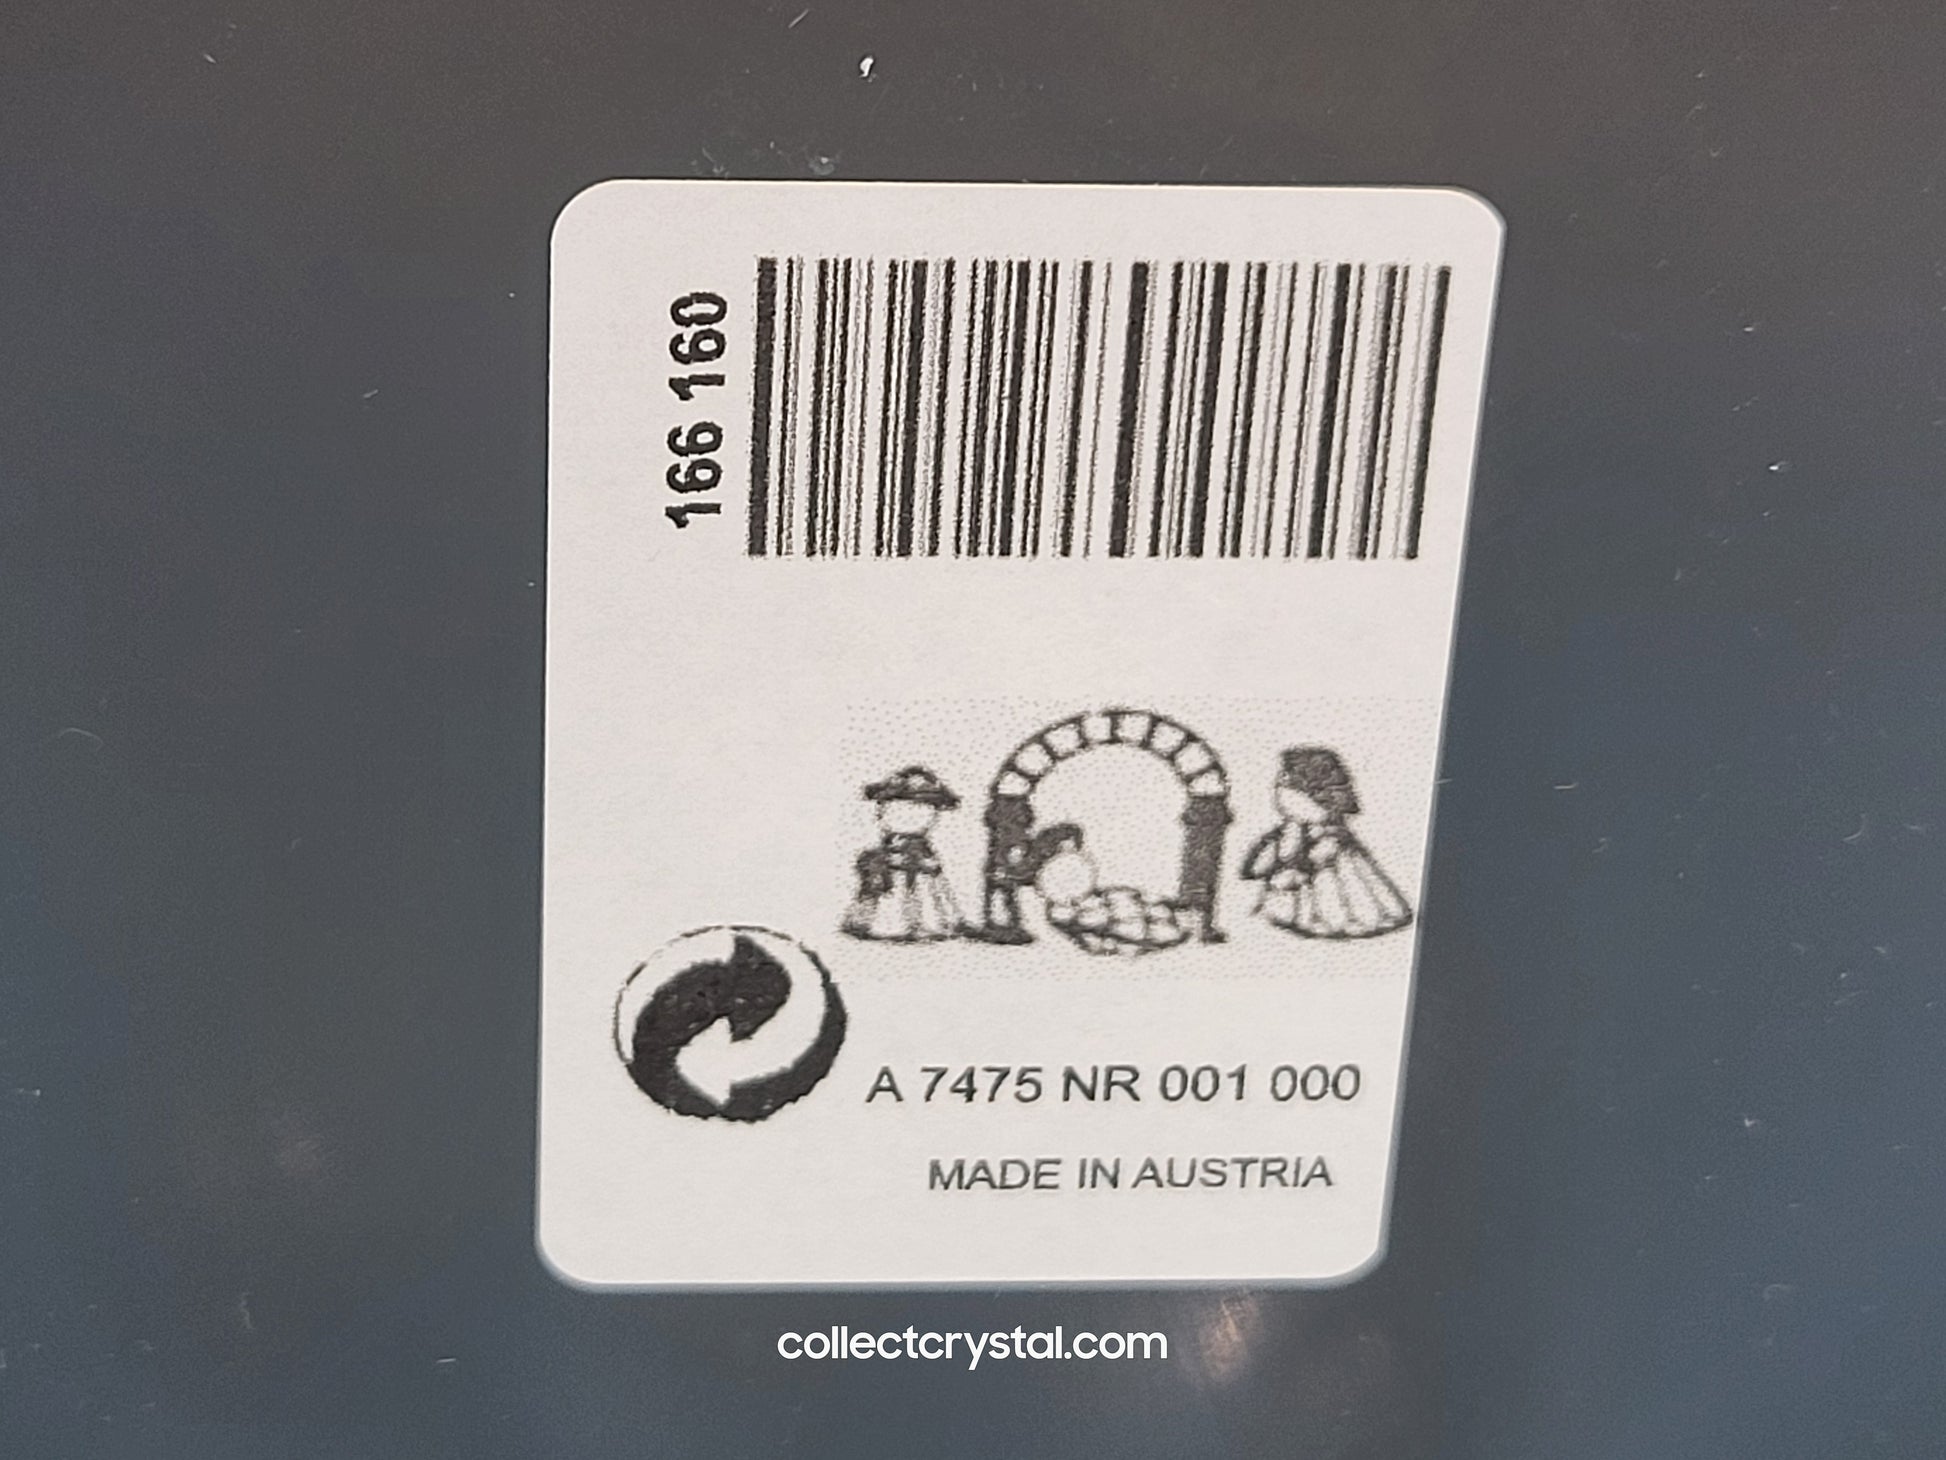 166 160
A 7475 NR 001 000
MADE IN AUSTRIA
collectcrystal.com